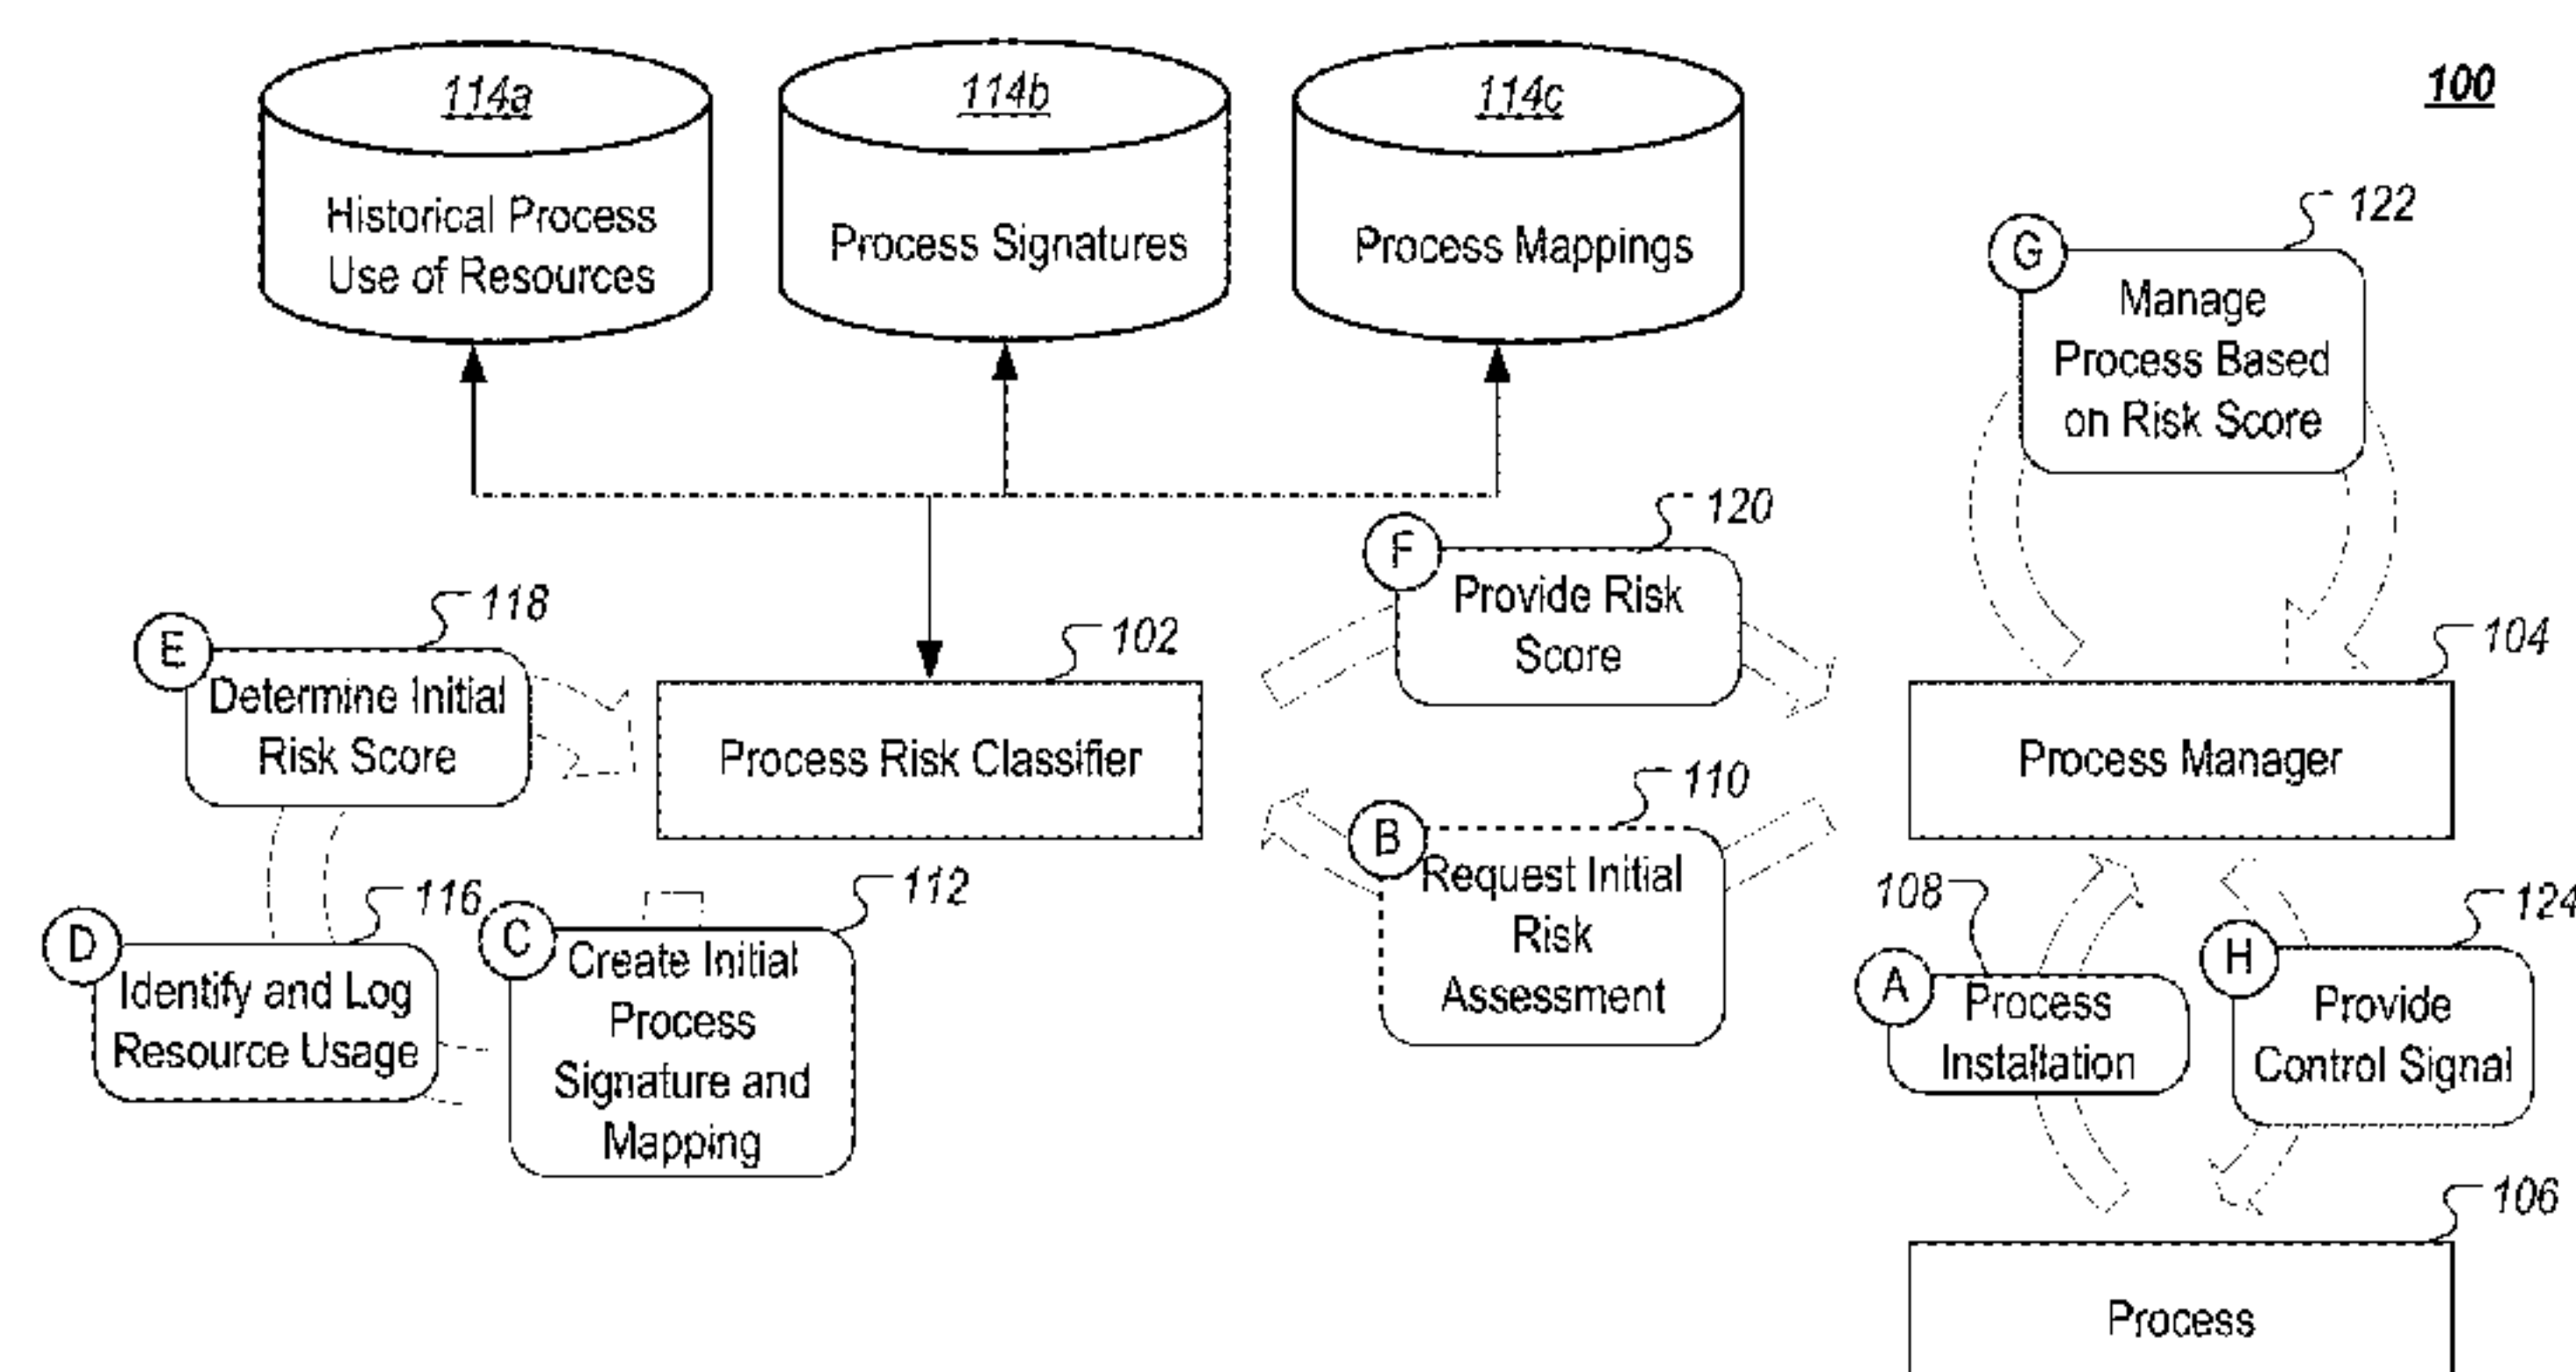 114a
Historical Process
Use of Resources
114b
Process Signatures
114c
Process Mappings
100
122
G
Manage
Process Based
on Risk Score
120
F
Provide Risk
Score
118
E
Determine Initial
Risk Score
102
Process Risk Classifier
104
Process Manager
110
B
Request Initial
Risk
Assessment
116
D
Identify and Log
Resource Usage
112
C
Create Initial
Process
Signature and
Mapping
108
A
Process
Installation
124
H
Provide
Control Signal
106
Process